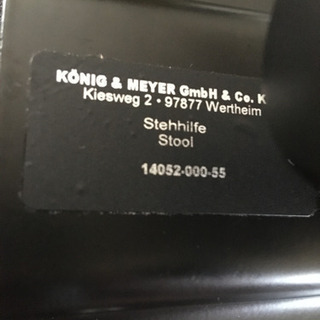 KÖNIG & MEYER GmbH & Co. K
Kiesweg 2 • 97877 Wertheim
Stehhilfe
Stool
14052-000-55